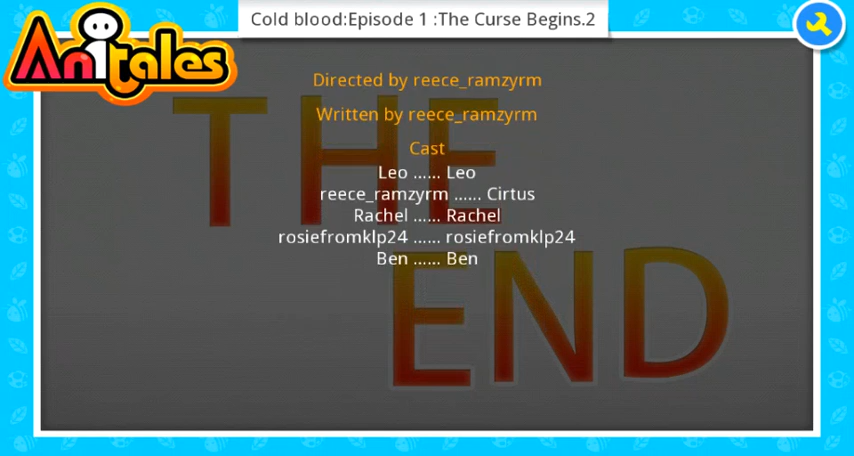 Cold blood:Episode 1 :The Curse Begins.2
Anitales
Directed by reece_ramzyrm
Written by reece_ramzyrm
Cast
Leo ...... Leo
reece_ramzyrm ...... Cirtus
Rachel ...... Rachel
rosiefromklp24 ...... rosiefromklp24
Ben ...... Ben
THE
END